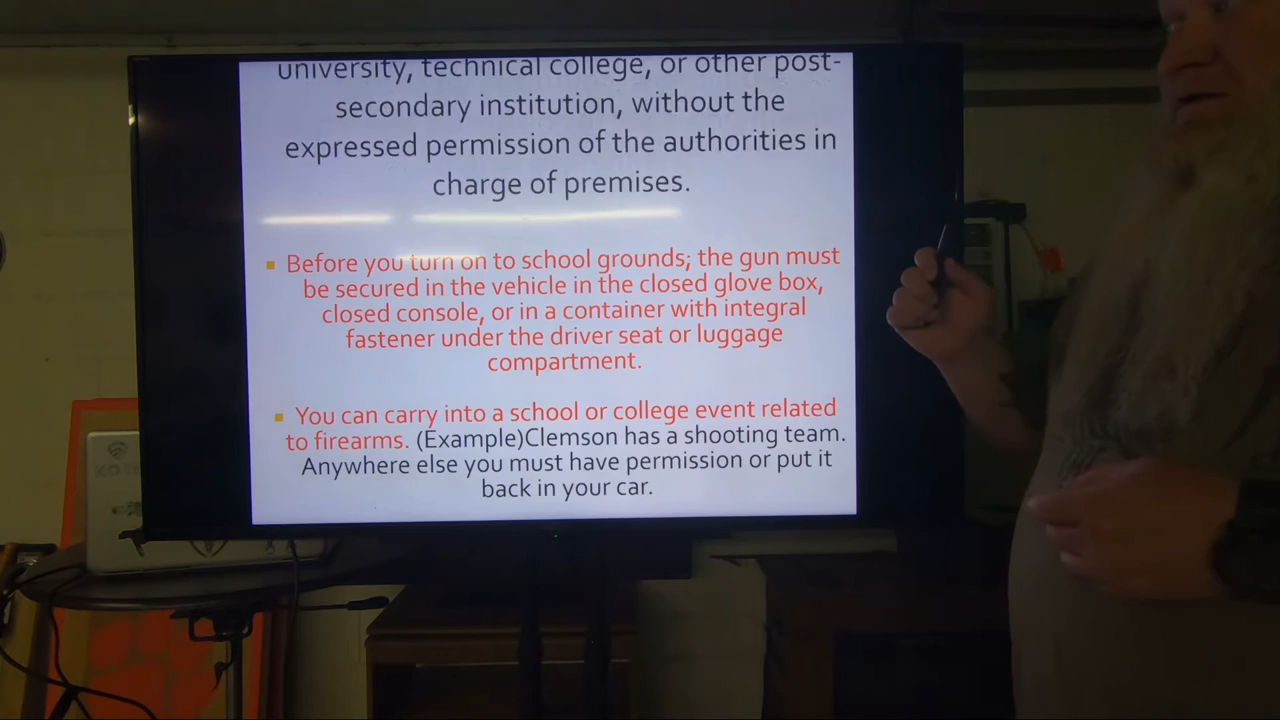 university, technical college, or other post-
secondary institution, without the
expressed permission of the authorities in
charge of premises.
Before you turn on to school grounds; the gun must
be secured in the vehicle in the closed glove box,
closed console, or in a container with integral
fastener under the driver seat or luggage
compartment.
You can carry into a school or college event related
to firearms. (Example)Clemson has a shooting team.
Anywhere else you must have permission or put it
back in your car.